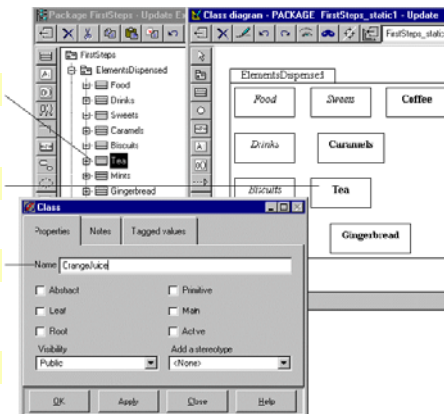 Package FirstSteps - Update Ex
Class diagram - PACKAGE FirstSteps_static1 - Update
FirstSteps_static
FirstSteps
ElementsDispensed
Food
Drinks
Sweets
Caramels
Biscuits
Tea
Mints
Gingerbread
ElementsDispensed
Food
Sweets
Coffee
Drinks
Caramels
Biscuits
Tea
Gingerbread
Class
Properties
Notes
Tagged values
Name
OrangeJuice
Abstract
Primitive
Leaf
Main
Root
Active
Visibility
Add a stereotype
Public
<None>
OK
Apply
Close
Help